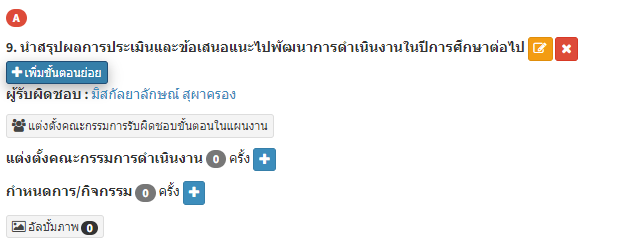 A
9. นำสรุปผลการประเมินและข้อเสนอแนะไปพัฒนาการดำเนินงานในปีการศึกษาต่อไป
เพิ่มขั้นตอนย่อย
ผู้รับผิดชอบ : มิสกัลยาลักษณ์ สุผาครอง
แต่งตั้งคณะกรรมการรับผิดชอบขั้นตอนในแผนงาน
แต่งตั้งคณะกรรมการดำเนินงาน 0 ครั้ง
กำหนดการ/กิจกรรม 0 ครั้ง
อัลบั้มภาพ 0